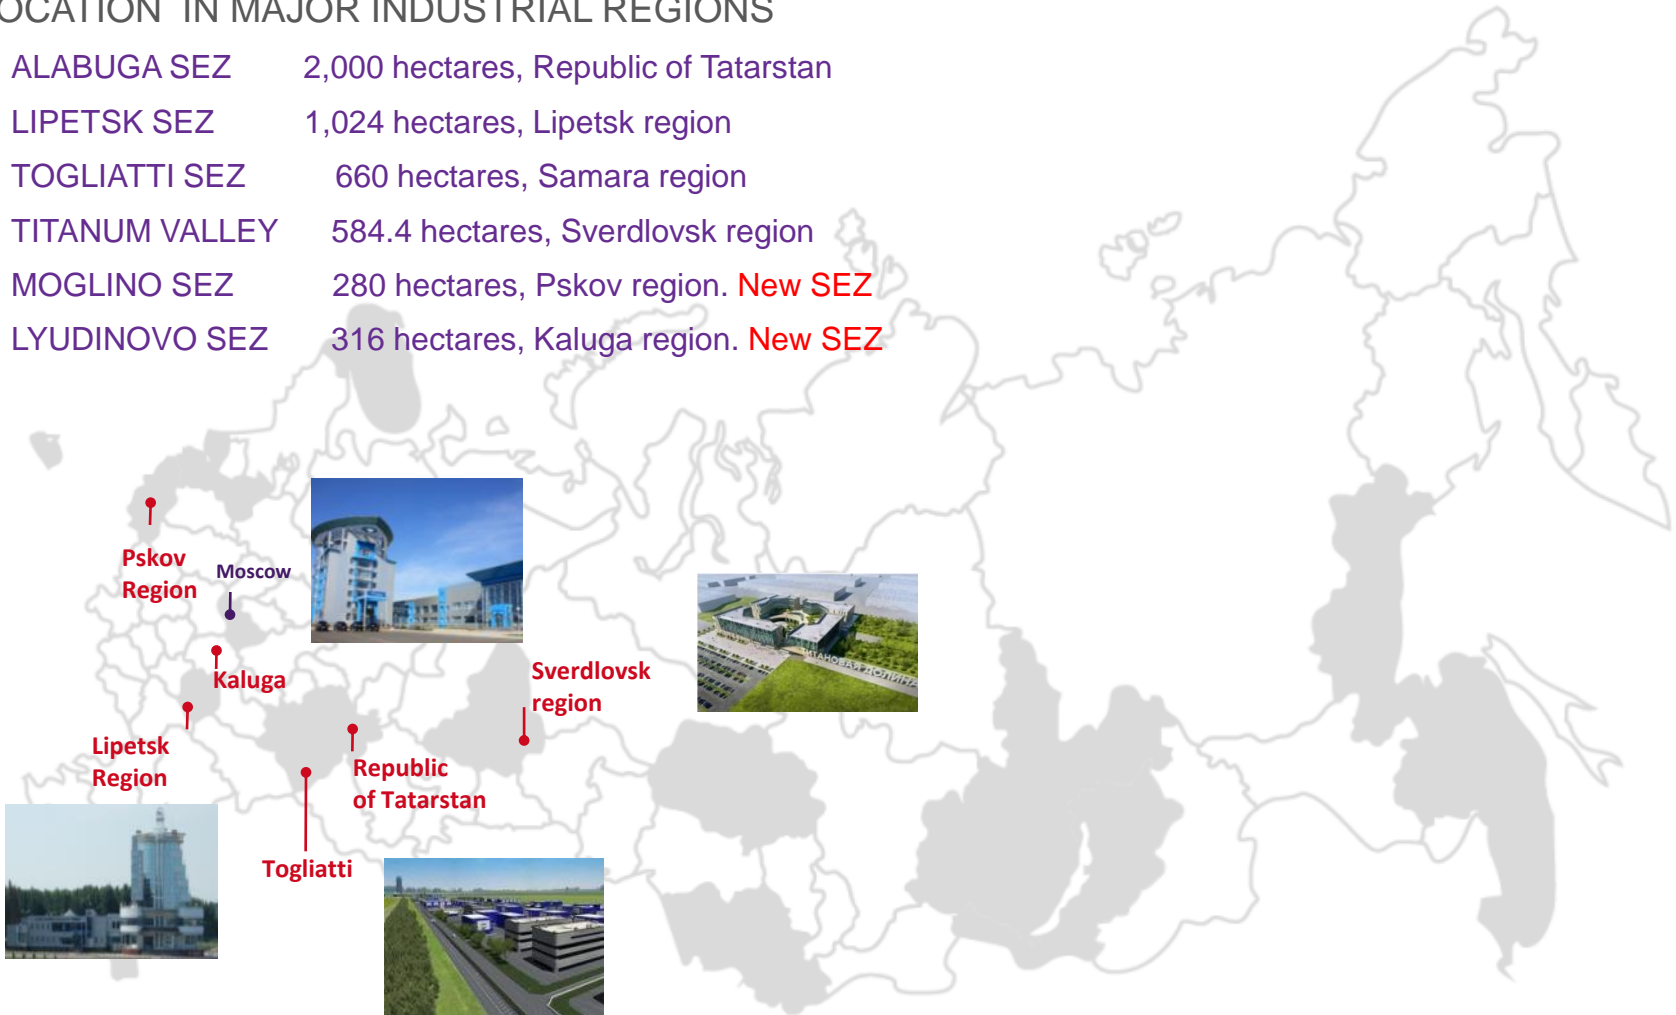 OCATION IN MAJOR INDUSTRIAL REGIONS
ALABUGA SEZ 2,000 hectares, Republic of Tatarstan
LIPETSK SEZ 1,024 hectares, Lipetsk region
TOGLIATTI SEZ 660 hectares, Samara region
TITANUM VALLEY 584.4 hectares, Sverdlovsk region
MOGLINO SEZ 280 hectares, Pskov region. New SEZ
LYUDINOVO SEZ 316 hectares, Kaluga region. New SEZ
Pskov
Region
Moscow
Kaluga
Lipetsk
Region
Sverdlovsk
region
Republic
of Tatarstan
Togliatti
ТИТАНОВАЯ ДОЛИНА